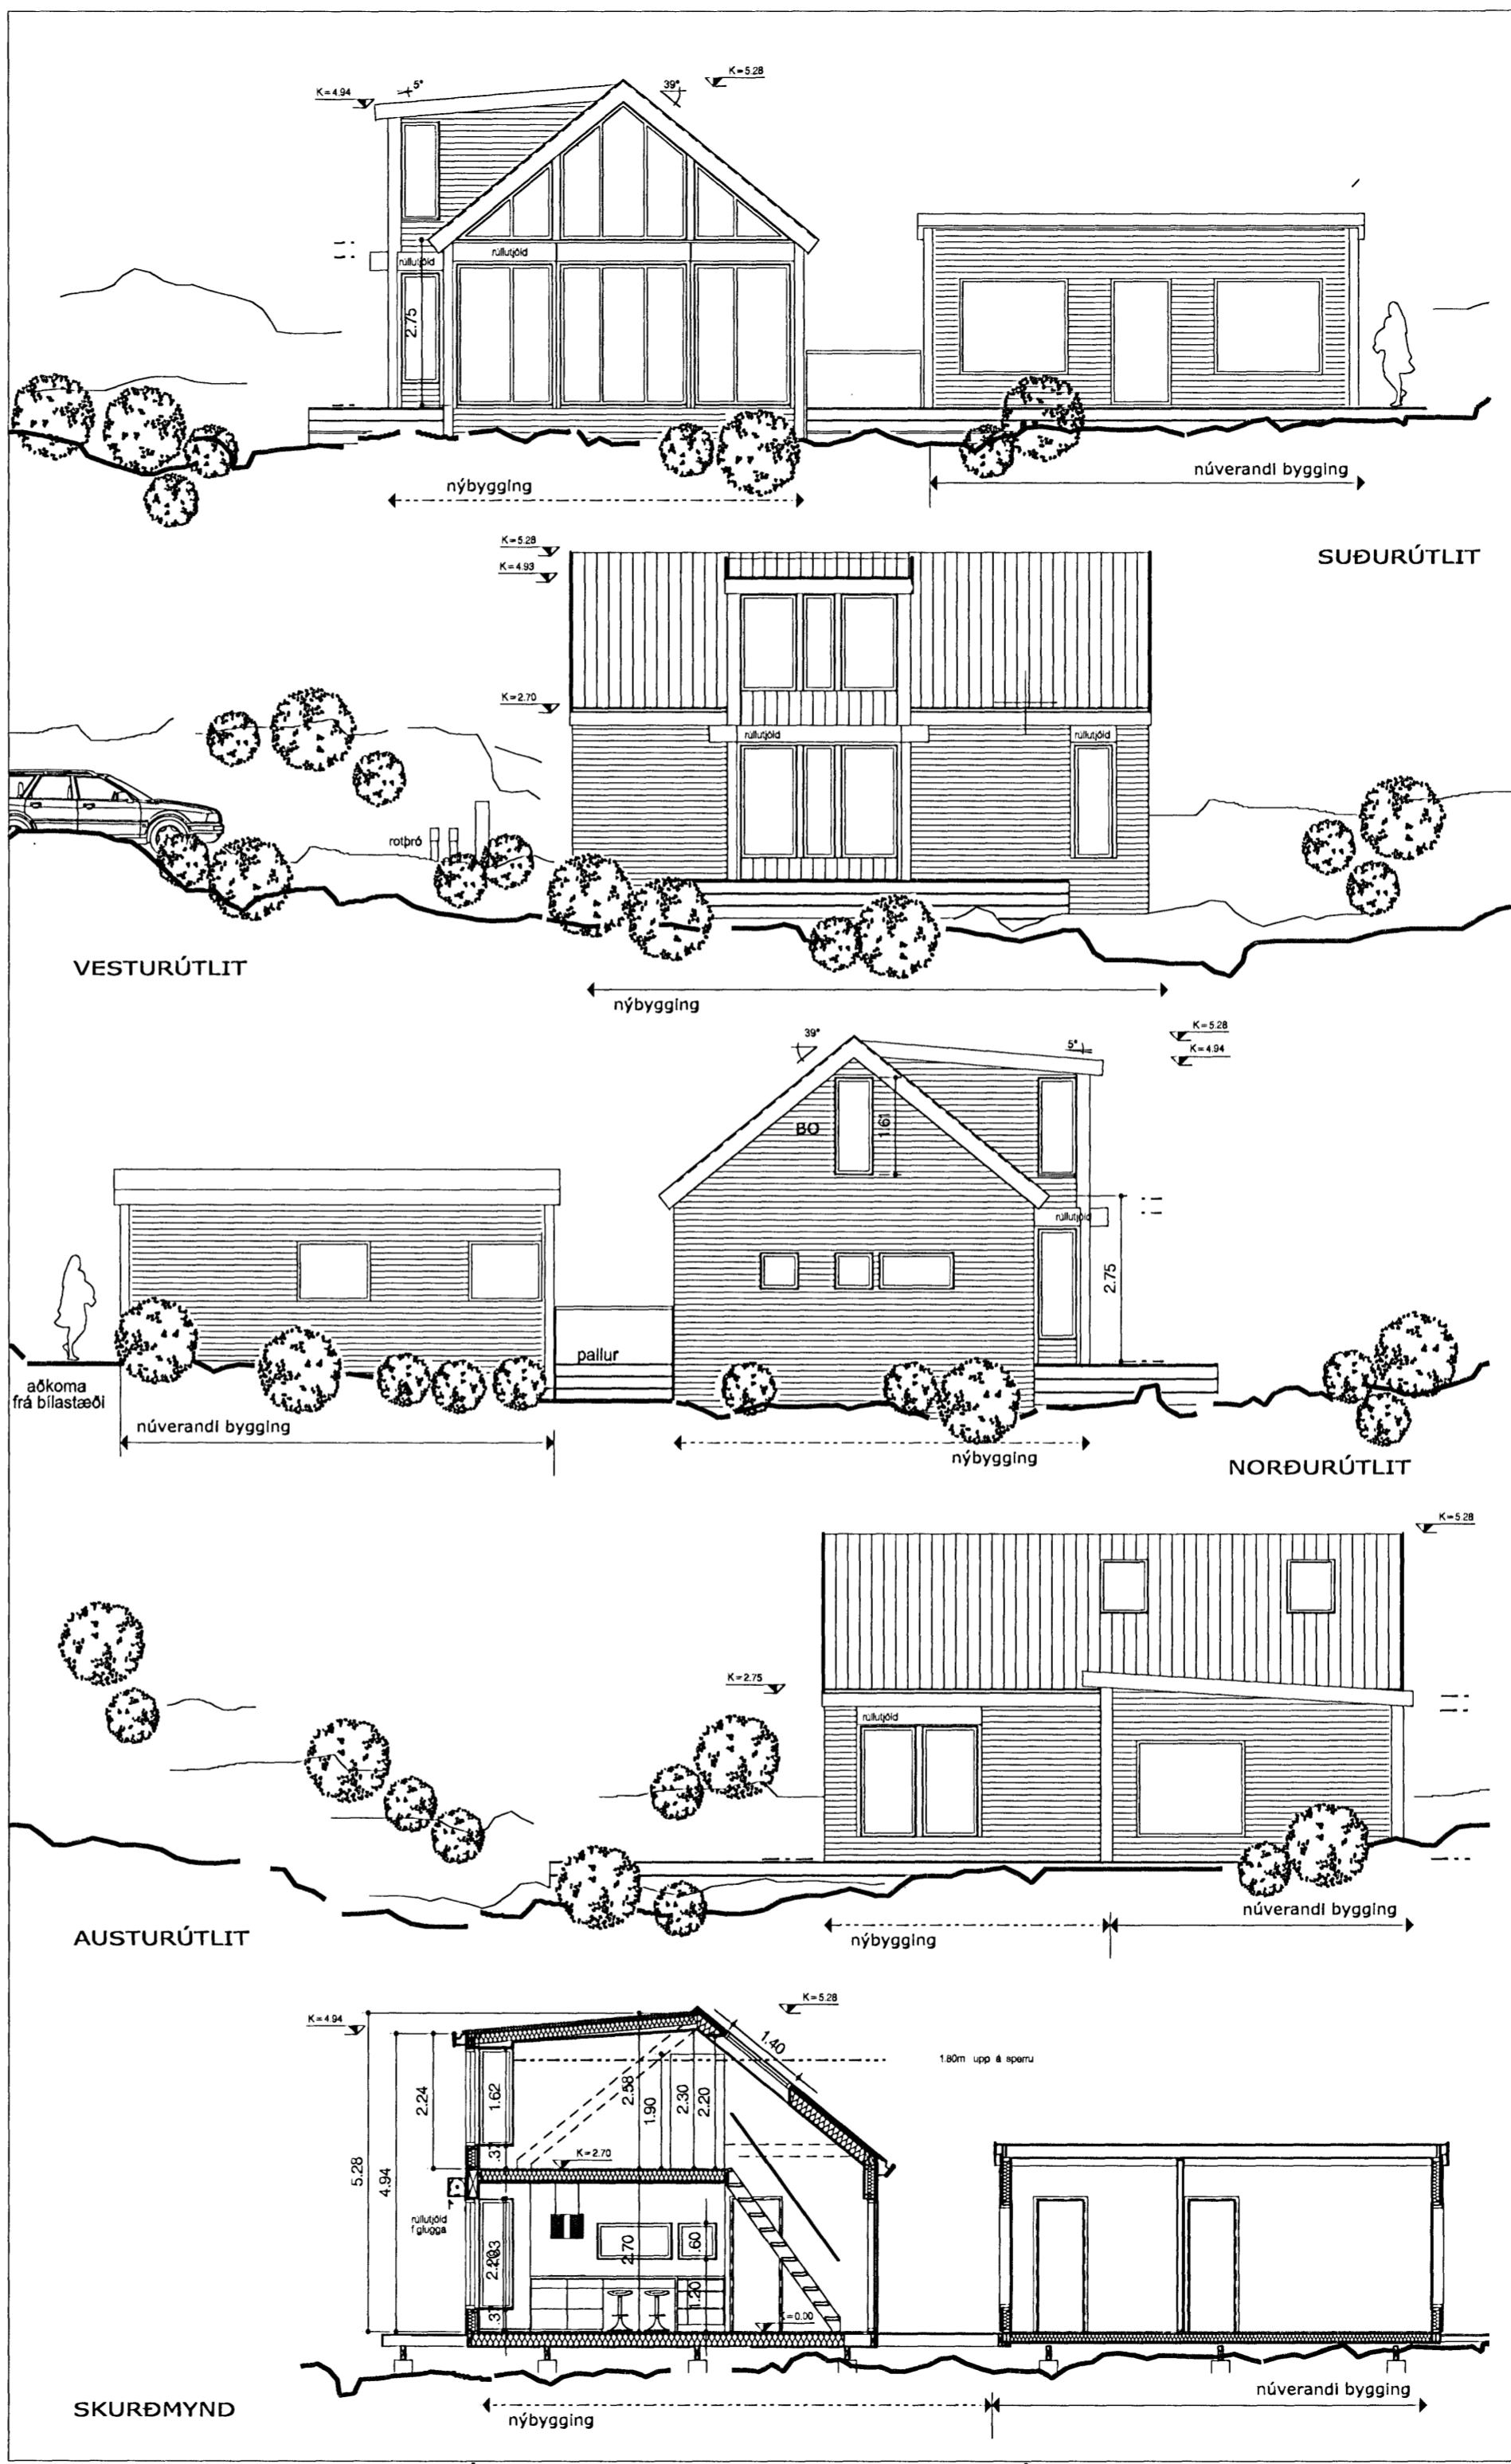 K=5.28
K=4.94
5°
39°
rúllutjöld
rúllutjöld
2.75
nýbygging
núverandi bygging
SUÐURÚTLIT
K=5.28
K=4.93
K=2.70
rúllutjöld
rúllutjöld
rotþró
VESTURÚTLIT
nýbygging
K=5.28
K=4.94
39°
5°
BO
1.61
rúllutjöld
2.75
pallur
aðkoma
frá bílastæði
núverandi bygging
nýbygging
NORÐURÚTLIT
K=5.28
K=2.75
rúllutjöld
AUSTURÚTLIT
nýbygging
núverandi bygging
K=5.28
K=4.94
1.40
1.80m upp á sperru
2.24
1.62
2.58
1.90
2.30
2.20
.37
K=2.70
5.28
4.94
rúllutjöld
f glugga
2.70
.60
1.20
.37
K=0.00
SKURÐMYND
nýbygging
núverandi bygging